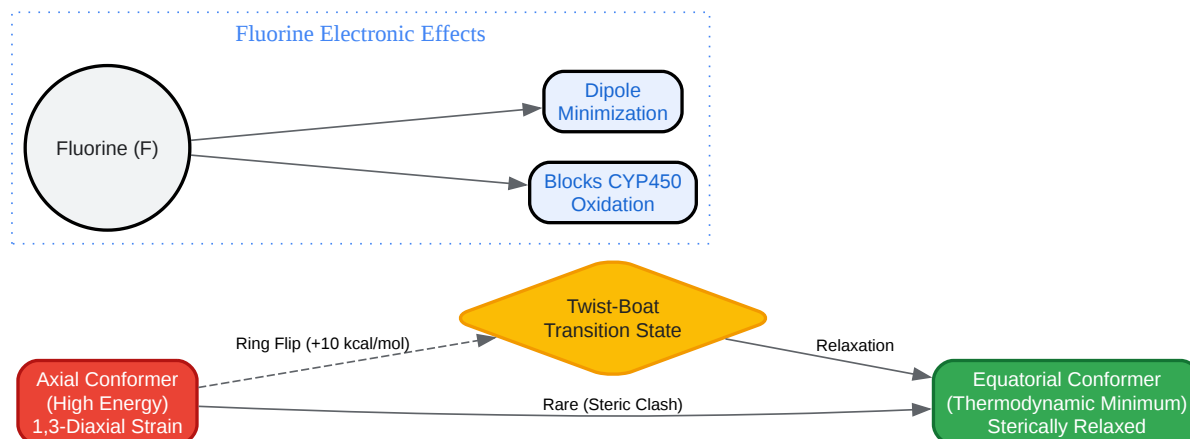 Fluorine Electronic Effects
Fluorine (F)
Dipole
Minimization
Blocks CYP450
Oxidation
Twist-Boat
Transition State
Ring Flip (+10 kcal/mol)
Relaxation
Axial Conformer
(High Energy)
1,3-Diaxial Strain
Rare (Steric Clash)
Equatorial Conformer
(Thermodynamic Minimum)
Sterically Relaxed